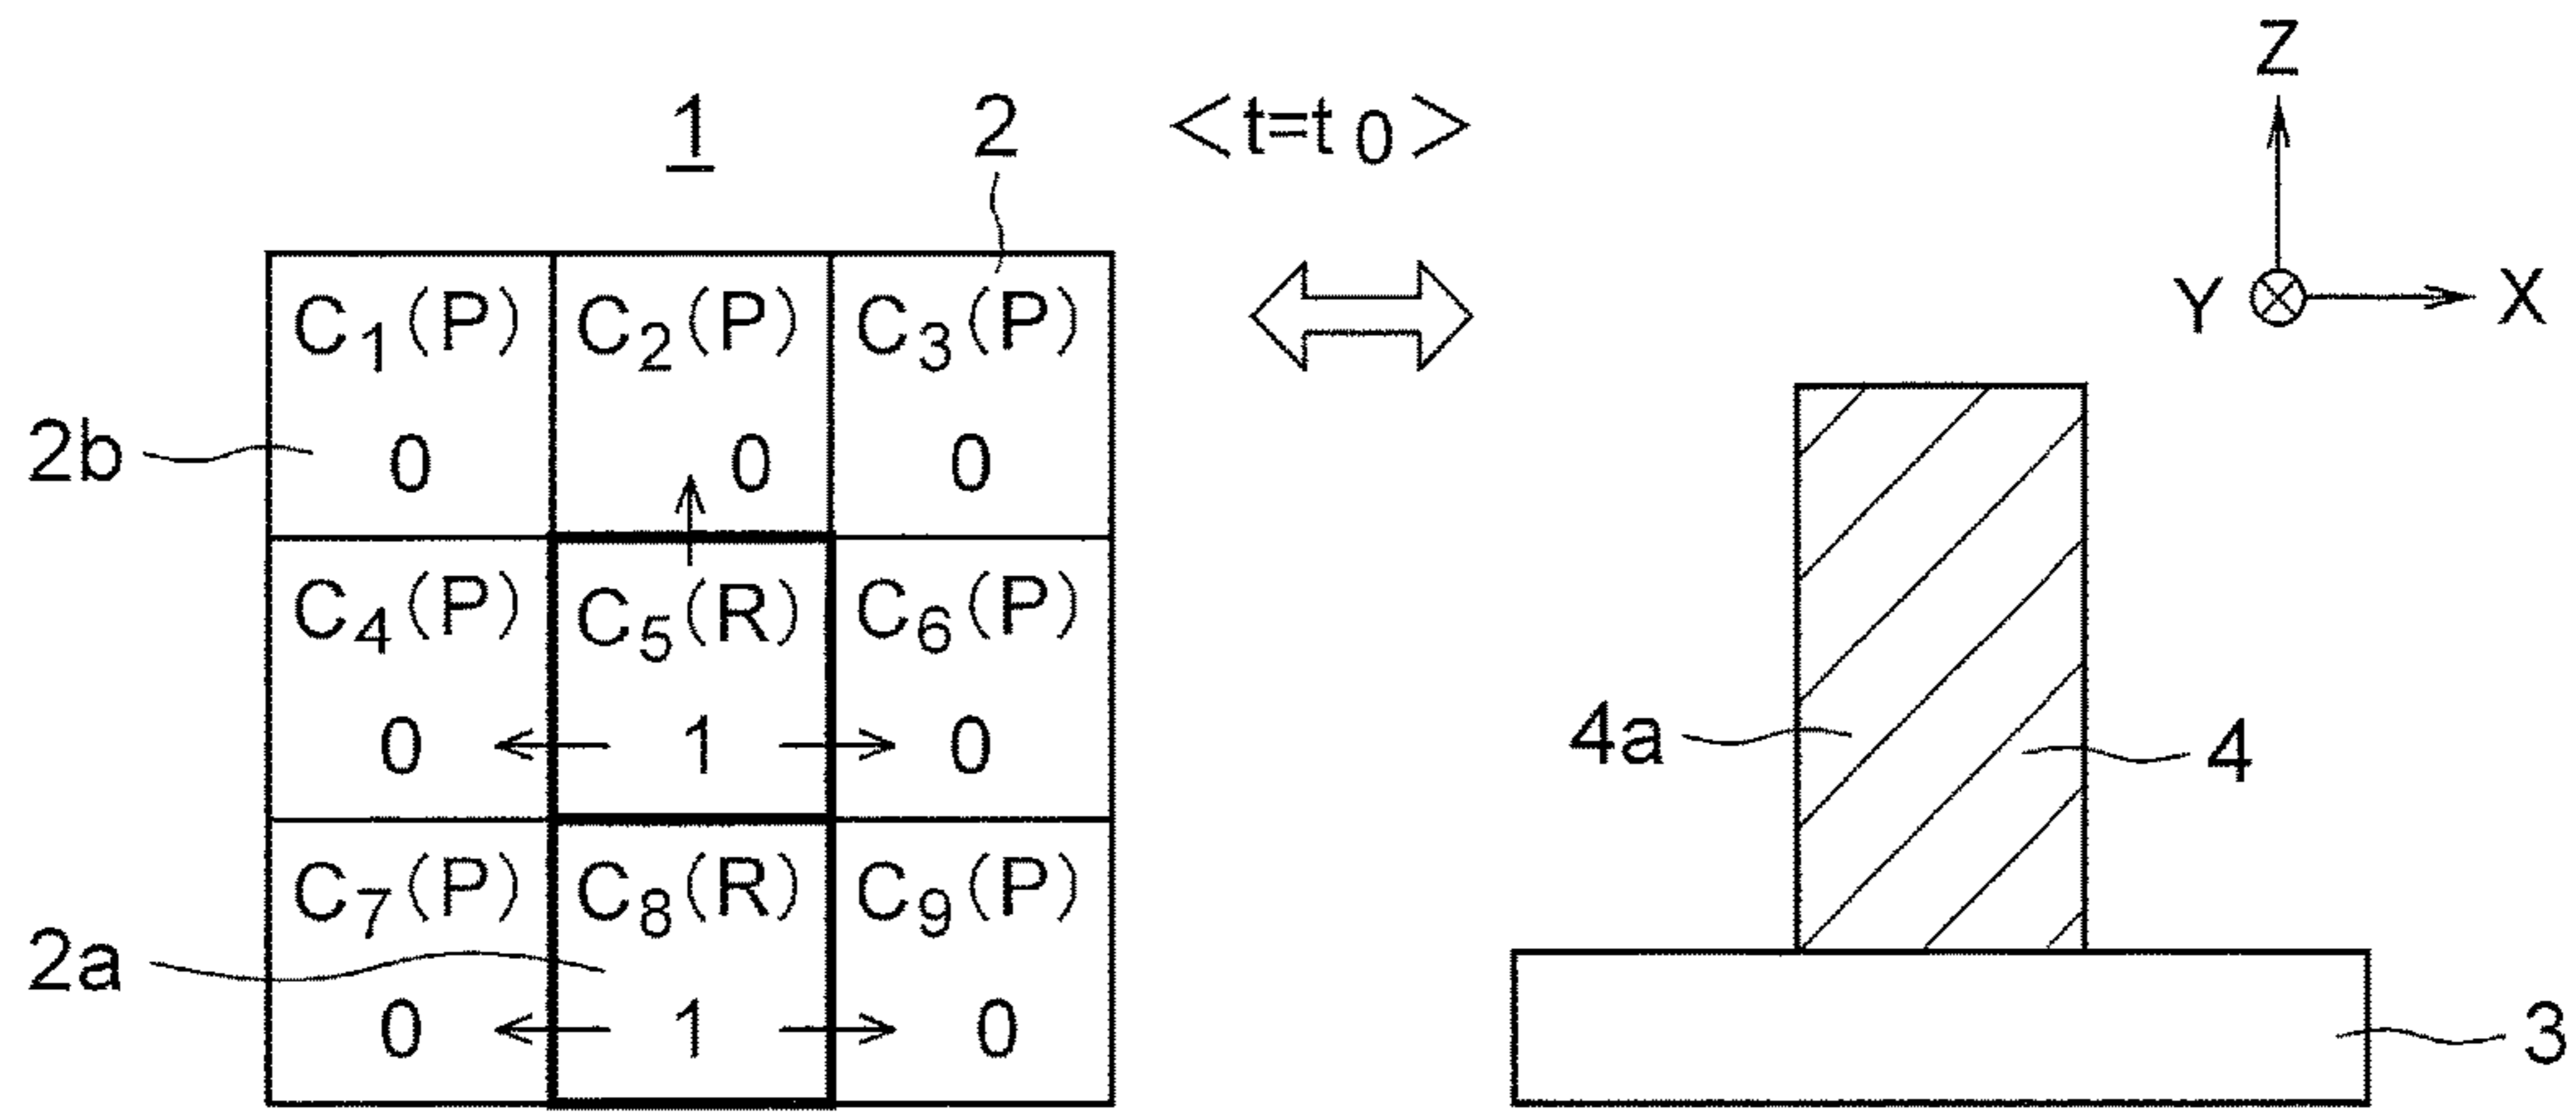 1 2 <t=t0>
Z
Y X
C1(P) C2(P) C3(P)
2b 0 0 0
C4(P) C5(R) C6(P)
0 1 0
4a 4
C7(P) C8(R) C9(P)
2a
0 1 0
3